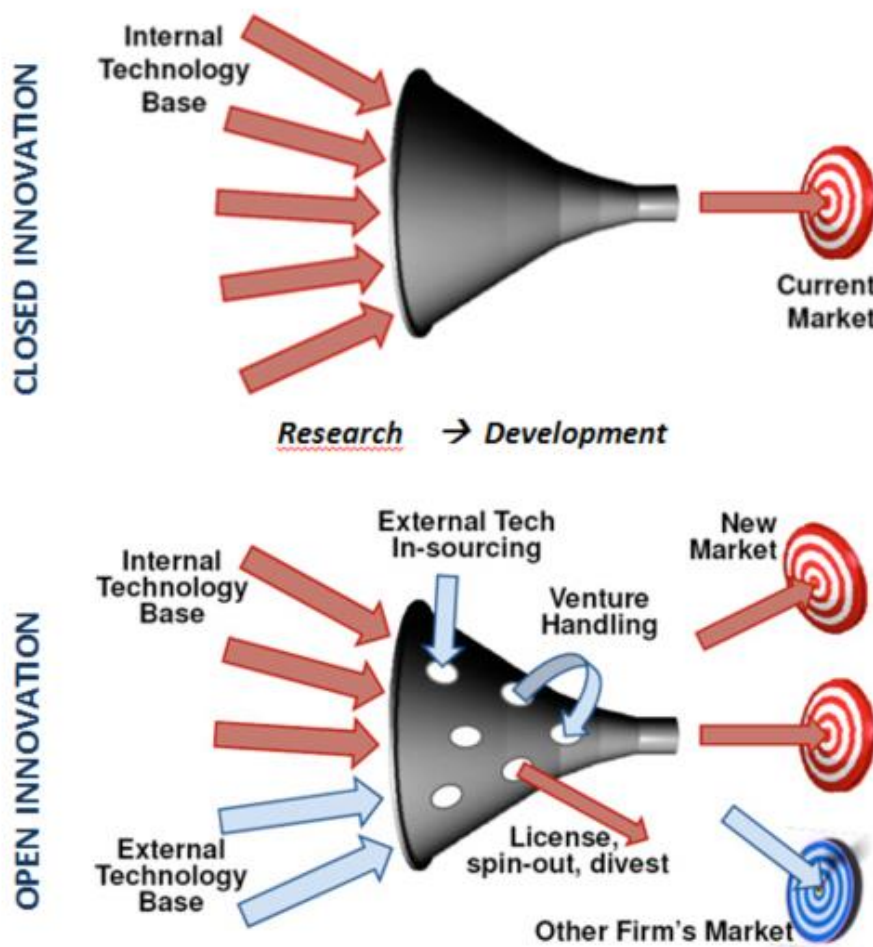 CLOSED INNOVATION
Internal
Technology
Base
Current
Market
Research → Development
OPEN INNOVATION
Internal
Technology
Base
External Tech
In-sourcing
Venture
Handling
New
Market
External
Technology
Base
License,
spin-out, divest
Other Firm's Market